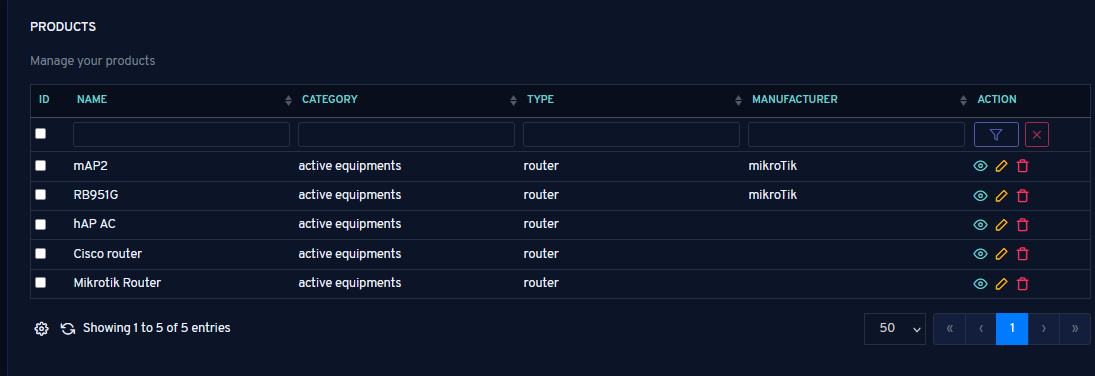 PRODUCTS
Manage your products
ID NAME CATEGORY TYPE MANUFACTURER ACTION
mAP2 active equipments router mikroTik
RB951G active equipments router mikroTik
hAP AC active equipments router
Cisco router active equipments router
Mikrotik Router active equipments router
Showing 1 to 5 of 5 entries 50 « ‹ 1 › »